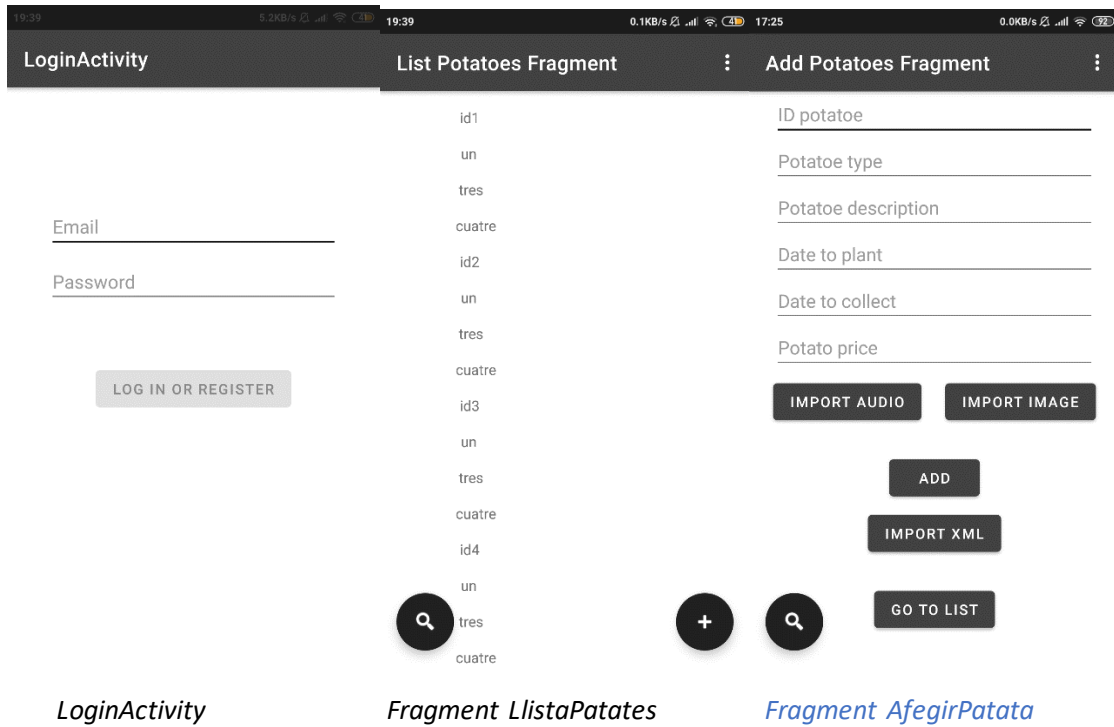 19:39 5.2KB/s 4
LoginActivity
Email
Password
LOG IN OR REGISTER
19:39 0.1KB/s
List Potatoes Fragment
id1
un
tres
cuatre
id2
un
tres
cuatre
id3
un
tres
cuatre
id4
un
tres
cuatre
17:25 0.0KB/s 92
Add Potatoes Fragment
ID potatoe
Potatoe type
Potatoe description
Date to plant
Date to collect
Potato price
IMPORT AUDIO IMPORT IMAGE
ADD
IMPORT XML
GO TO LIST
LoginActivity Fragment LlistaPatates Fragment AfegirPatata